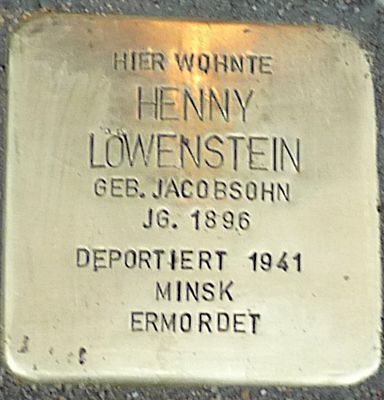 HIER WOHNTE
HENNY
LÖWENSTEIN
GEB. JACOBSOHN
JG. 1896
DEPORTIERT 1941
MINSK
ERMORDET